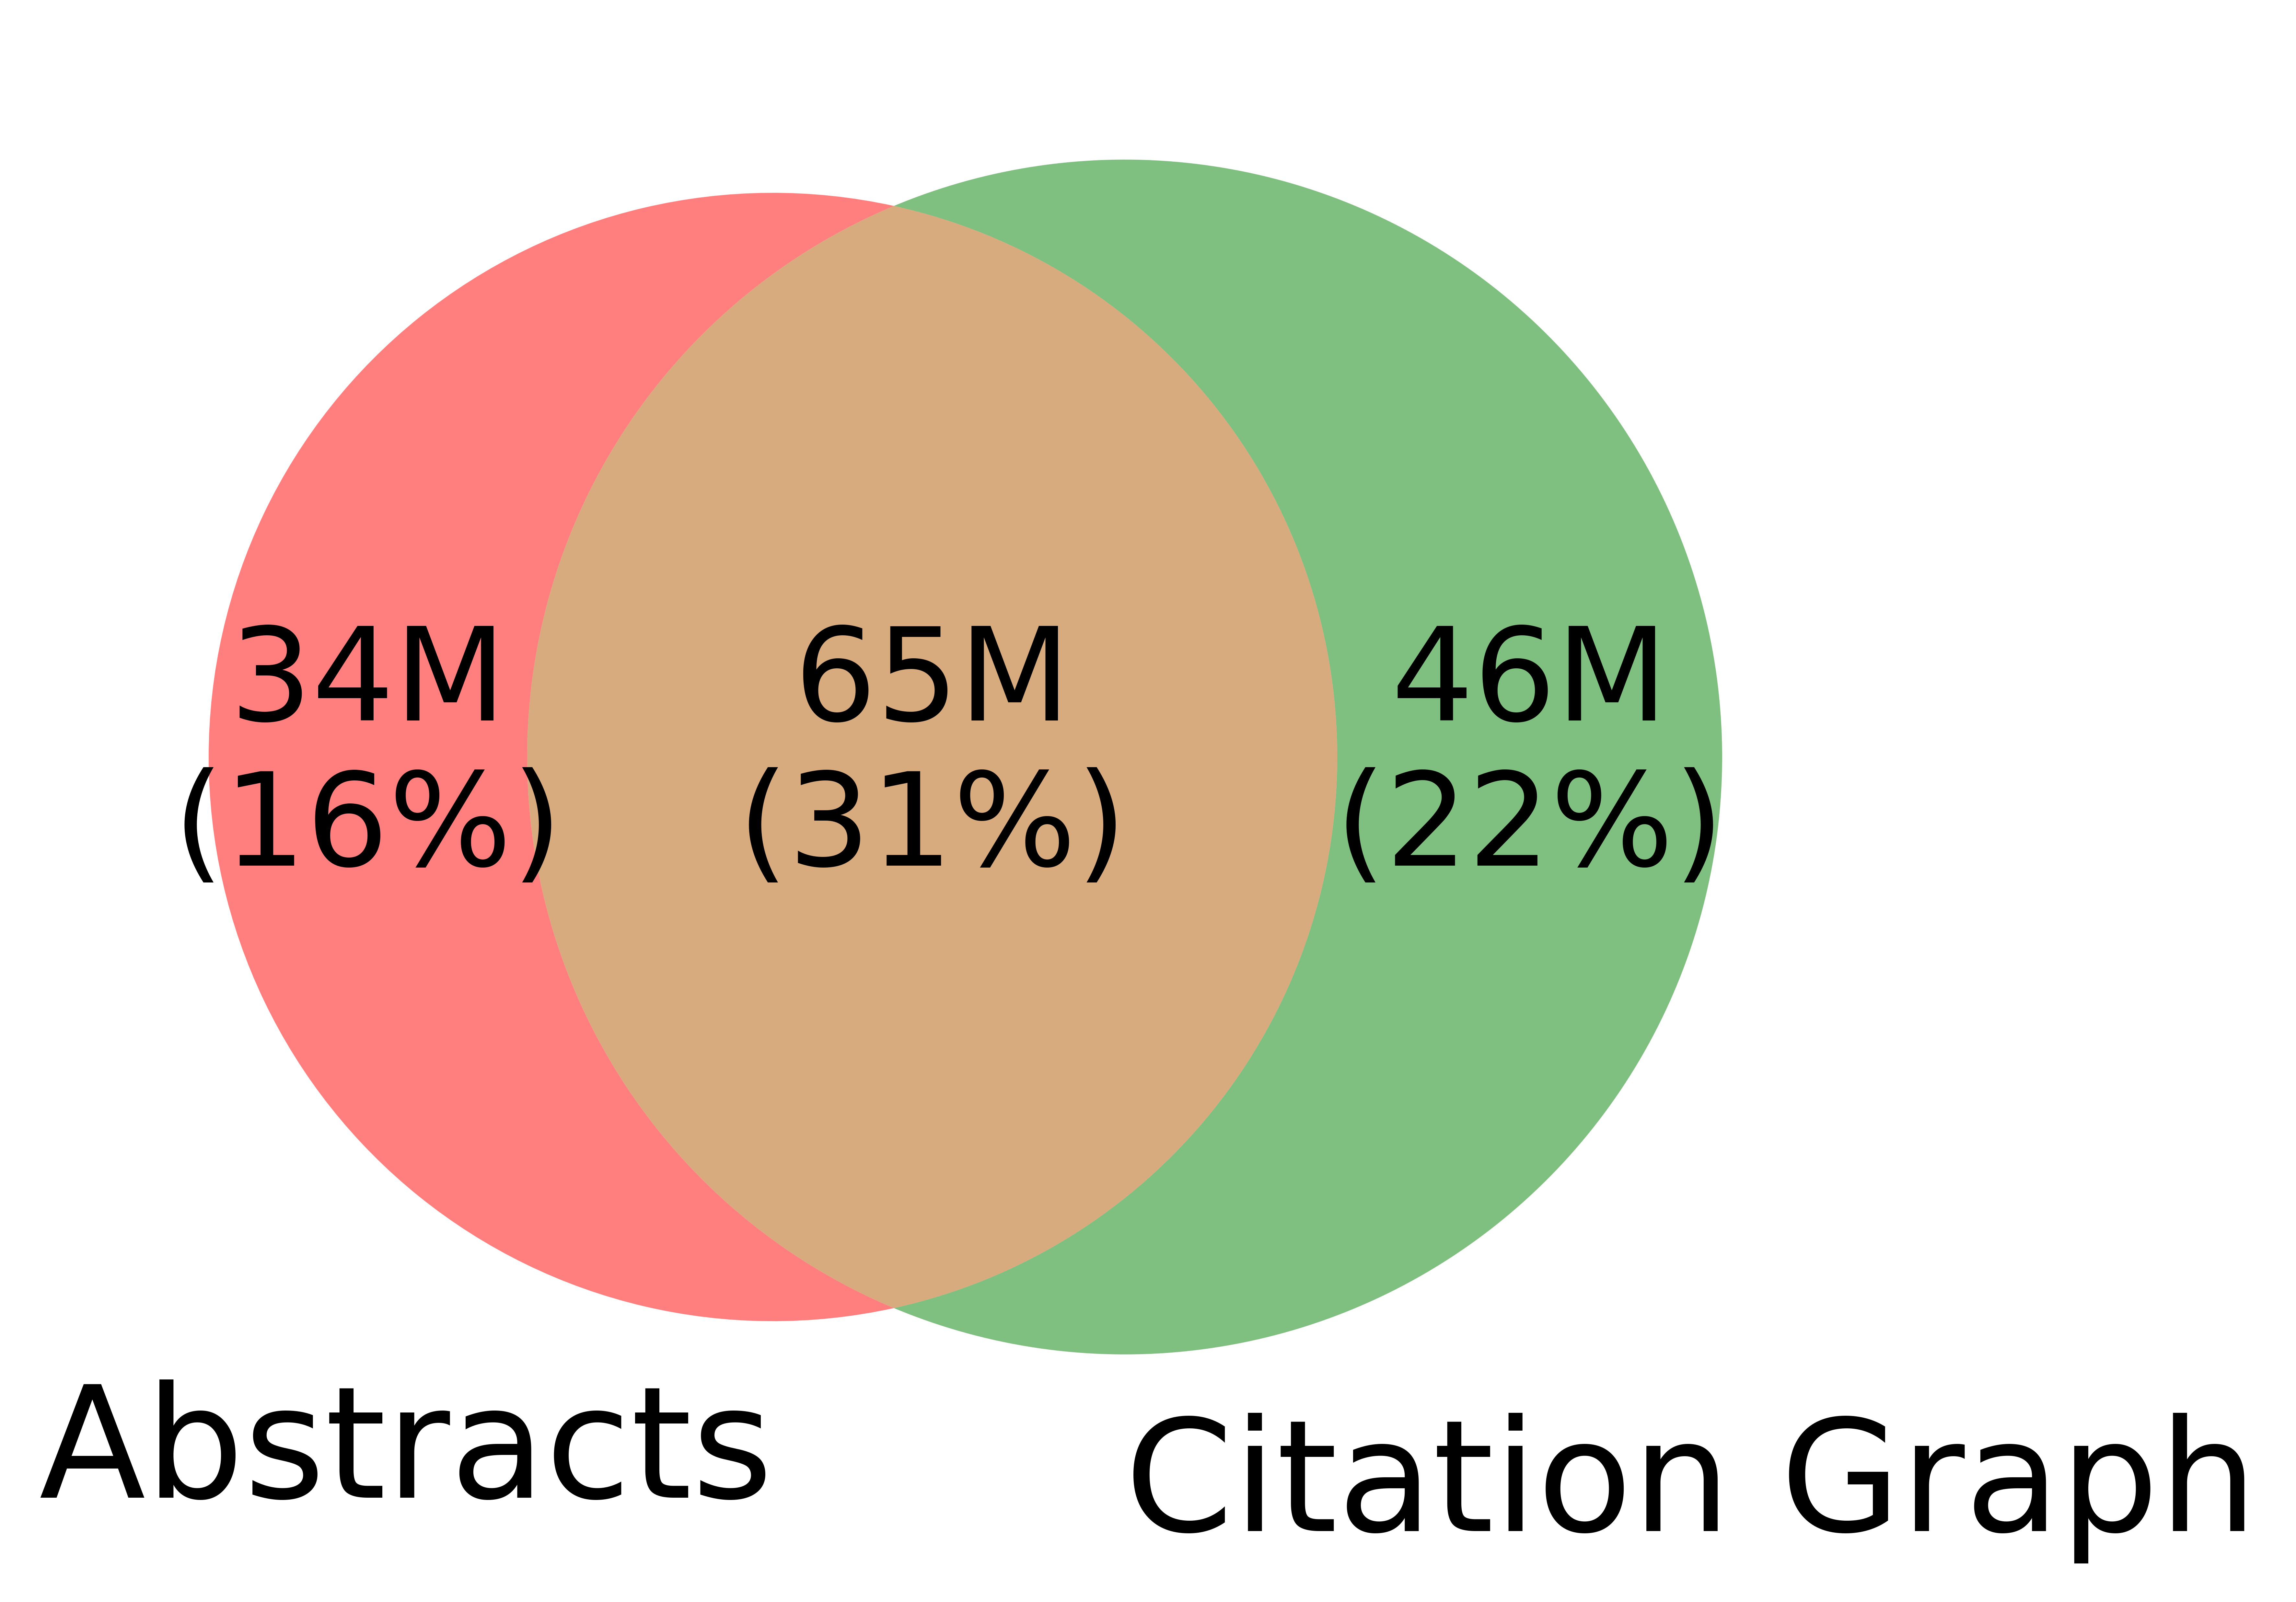 34M
(16%)
65M
(31%)
46M
(22%)
Abstracts
Citation Graph